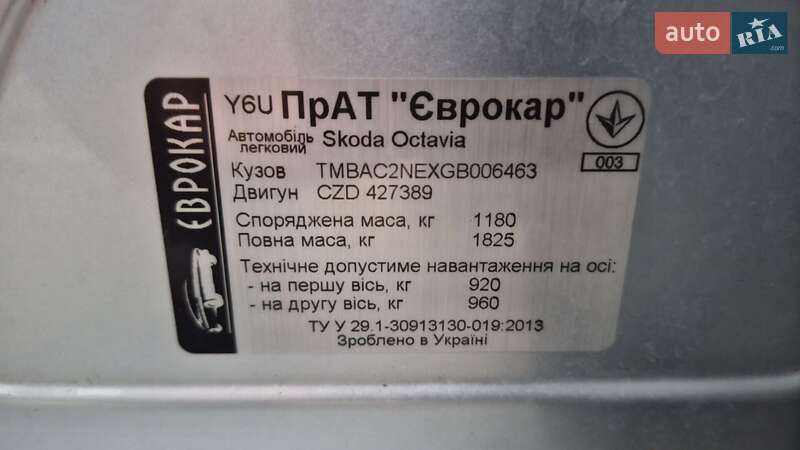 auto RIA
ЄВРОКАР
Y6U ПрАТ "Єврокар"
Автомобіль легковий Skoda Octavia
003
Кузов TMBAC2NEXGB006463
Двигун CZD 427389
Споряджена маса, кг 1180
Повна маса, кг 1825
Технічне допустиме навантаження на осі:
- на першу вісь, кг 920
- на другу вісь, кг 960
ТУ У 29.1-30913130-019:2013
Зроблено в Україні